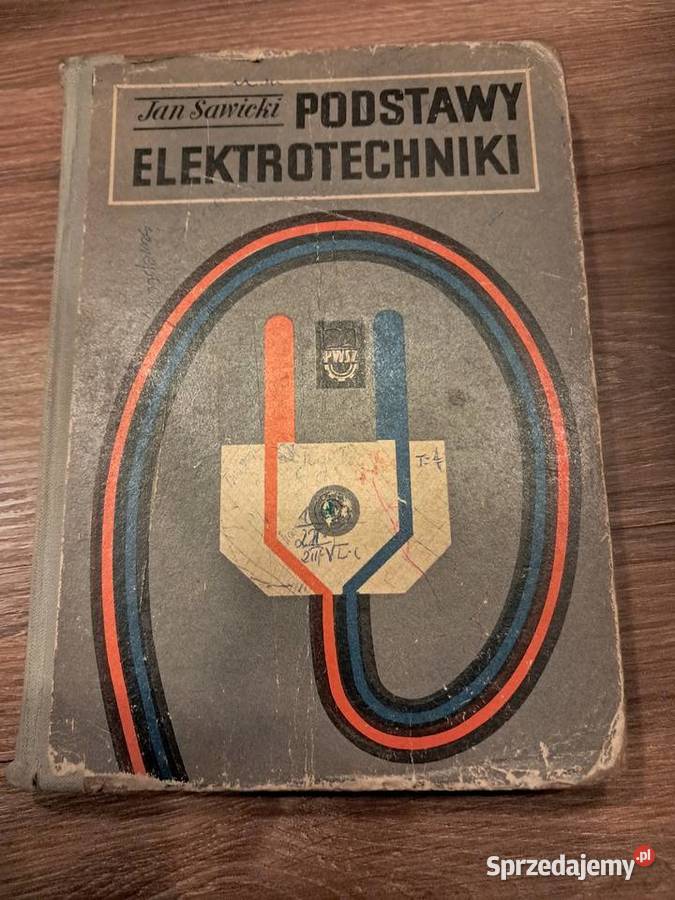 Jan Sawicki PODSTAWY
ELEKTROTECHNIKI
PWSZ
Sprzedajemy.pl